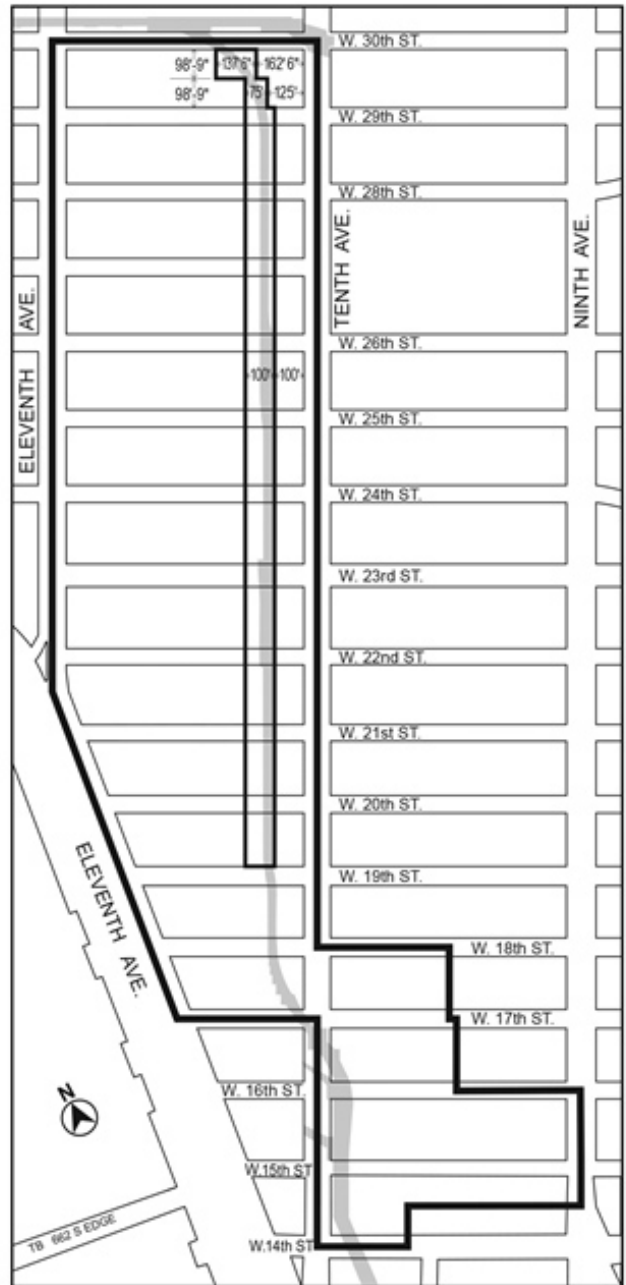 W. 30th ST.
98'-9" 137'6" 162'6"
98'-9" 75' 125'
W. 29th ST.
W. 28th ST.
TENTH AVE.
NINTH AVE.
ELEVENTH AVE.
W. 26th ST.
100' 100'
W. 25th ST.
W. 24th ST.
W. 23rd ST.
W. 22nd ST.
W. 21st ST.
W. 20th ST.
W. 19th ST.
ELEVENTH AVE.
W. 18th ST.
W. 17th ST.
N
W. 16th ST.
W.15th ST
W.14th ST
TB 662 S EDGE